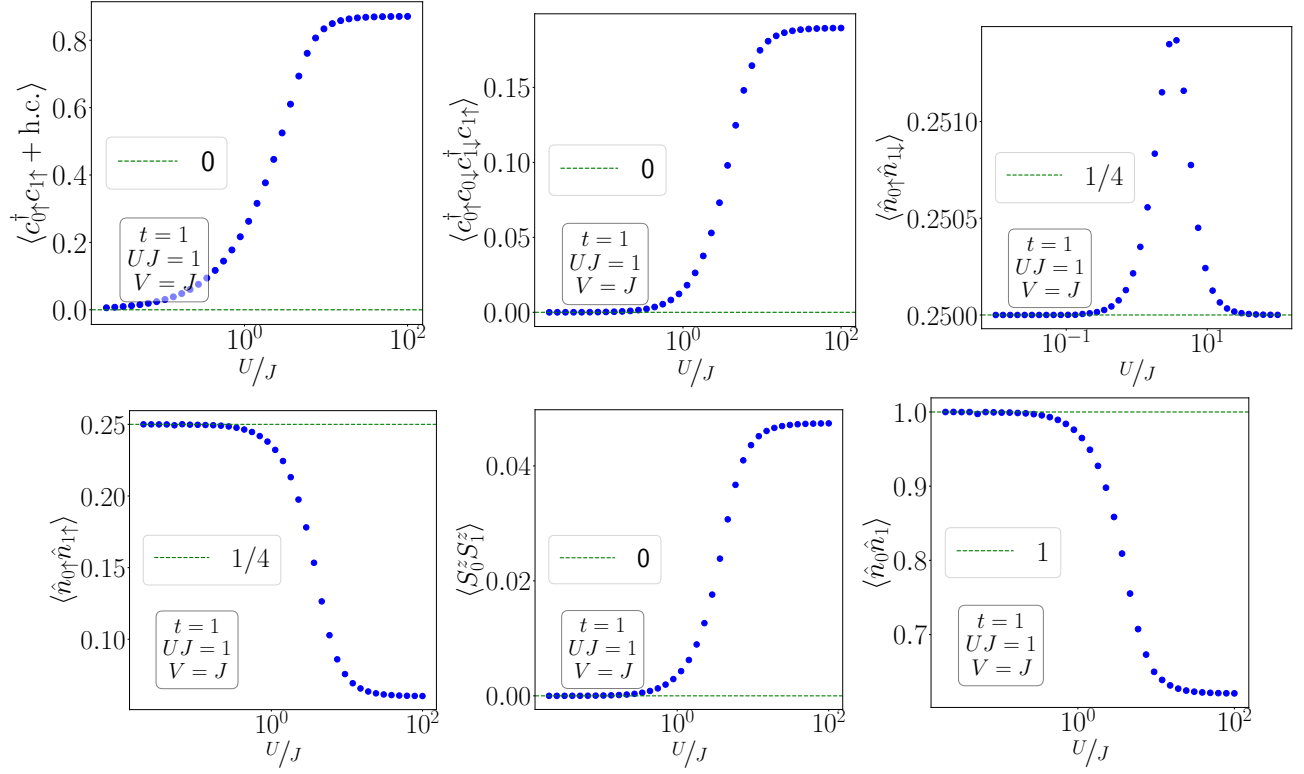 ⟨c†0↑c1↑ + h.c.⟩
0.8
0.6
0.4
0.2
0.0
0
t = 1
UJ = 1
V = J
10^0
10^2
U/J
⟨c†0↑c0↓c†1↓c1↑⟩
0.15
0.10
0.05
0.00
0
t = 1
UJ = 1
V = J
10^0
10^2
U/J
⟨n̂0↑n̂1↓⟩
0.2510
0.2505
0.2500
1/4
t = 1
UJ = 1
V = J
10^−1
10^1
U/J
⟨n̂0↑n̂1↑⟩
0.25
0.20
0.15
0.10
1/4
t = 1
UJ = 1
V = J
10^0
10^2
U/J
⟨S^z_0 S^z_1⟩
0.04
0.02
0.00
0
t = 1
UJ = 1
V = J
10^0
10^2
U/J
⟨n̂0n̂1⟩
1.0
0.9
0.8
0.7
1
t = 1
UJ = 1
V = J
10^0
10^2
U/J